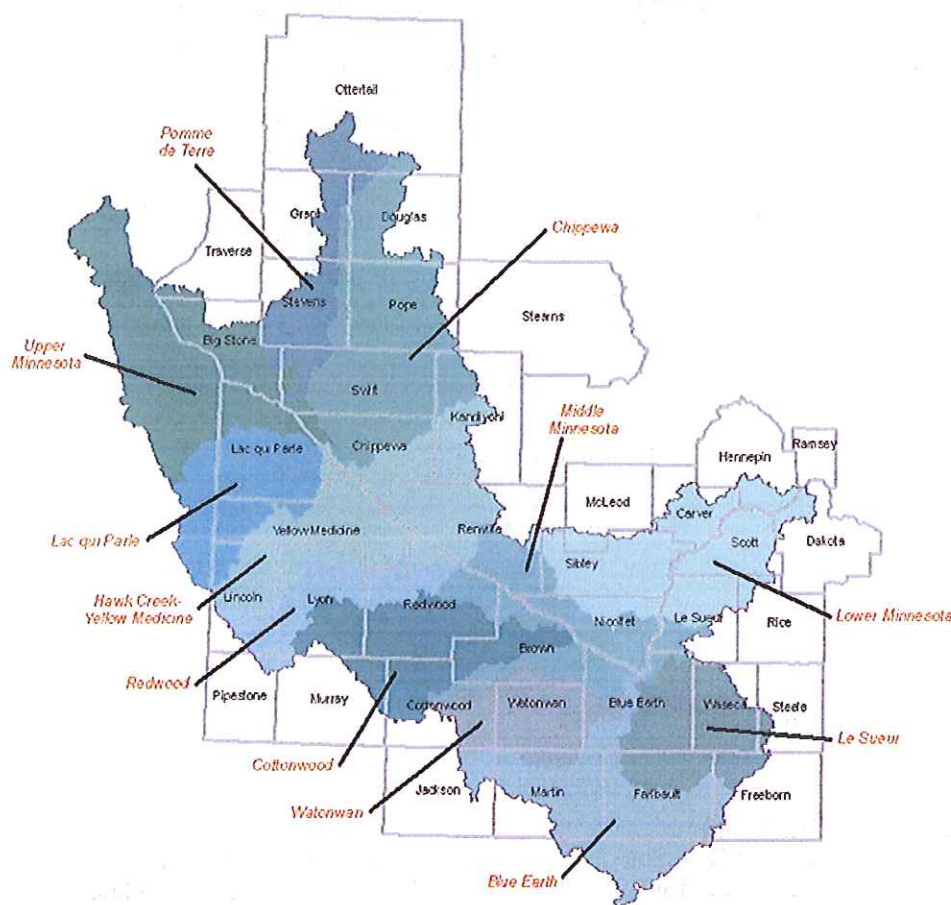 Ottertail
Pomme
de Terre
Grant
Douglas
Chippewa
Traverse
Stevens
Pope
Stearns
Big Stone
Upper
Minnesota
Swift
Kandiyohi
Middle
Minnesota
Chippewa
Lac qui Parle
Hennepin
Ramsey
McLeod
Carver
Lac qui Parle
Yellow Medicine
Renville
Scott
Dakota
Sibley
Hawk Creek-
Yellow Medicine
Lincoln
Lyon
Redwood
Nicollet
Le Sueur
Rice
Lower Minnesota
Redwood
Brown
Pipestone
Murray
Cottonwood
Watonwan
Blue Earth
Waseca
Steele
Le Sueur
Cottonwood
Jackson
Martin
Faribault
Freeborn
Watonwan
Blue Earth